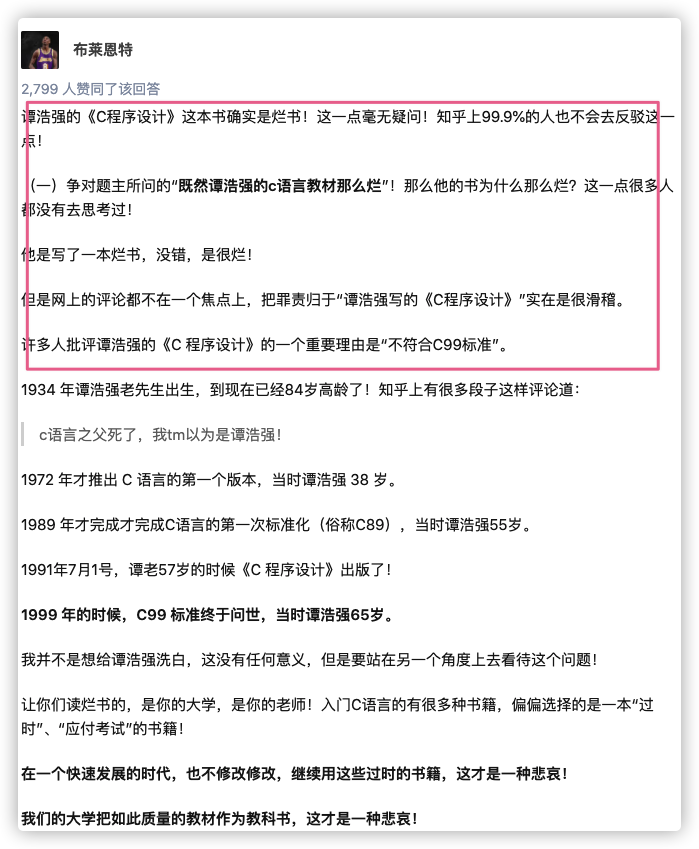 布莱恩特
2,799 人赞同了该回答
谭浩强的《C程序设计》这本书确实是烂书！这一点毫无疑问！知乎上99.9%的人也不会去反驳这一
点！
（一）争对题主所问的“既然谭浩强的c语言教材那么烂”！那么他的书为什么那么烂？这一点很多人
都没有去思考过！
他是写了一本烂书，没错，是很烂！
但是网上的评论都不在一个焦点上，把罪责归于“谭浩强写的《C程序设计》”实在是很滑稽。
许多人批评谭浩强的《C 程序设计》的一个重要理由是“不符合C99标准”。
1934 年谭浩强老先生出生，到现在已经84岁高龄了！知乎上有很多段子这样评论道：
c语言之父死了，我tm以为是谭浩强！
1972 年才推出 C 语言的第一个版本，当时谭浩强 38 岁。
1989 年才完成才完成C语言的第一次标准化（俗称C89），当时谭浩强55岁。
1991年7月1号，谭老57岁的时候《C 程序设计》出版了！
1999 年的时候，C99 标准终于问世，当时谭浩强65岁。
我并不是想给谭浩强洗白，这没有任何意义，但是要站在另一个角度上去看待这个问题！
让你们读烂书的，是你的大学，是你的老师！入门C语言的有很多种书籍，偏偏选择的是一本“过
时”、“应付考试”的书籍！
在一个快速发展的时代，也不修改修改，继续用这些过时的书籍，这才是一种悲哀！
我们的大学把如此质量的教材作为教科书，这才是一种悲哀！